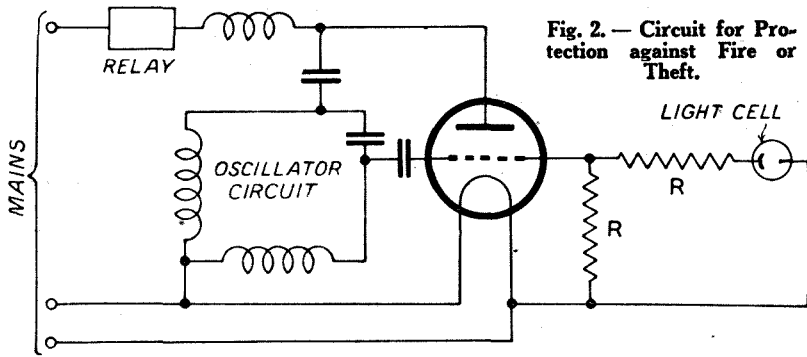 Fig. 2. — Circuit for Pro-
tection against Fire or
Theft.
RELAY
LIGHT CELL
MAINS
OSCILLATOR
CIRCUIT
R
R